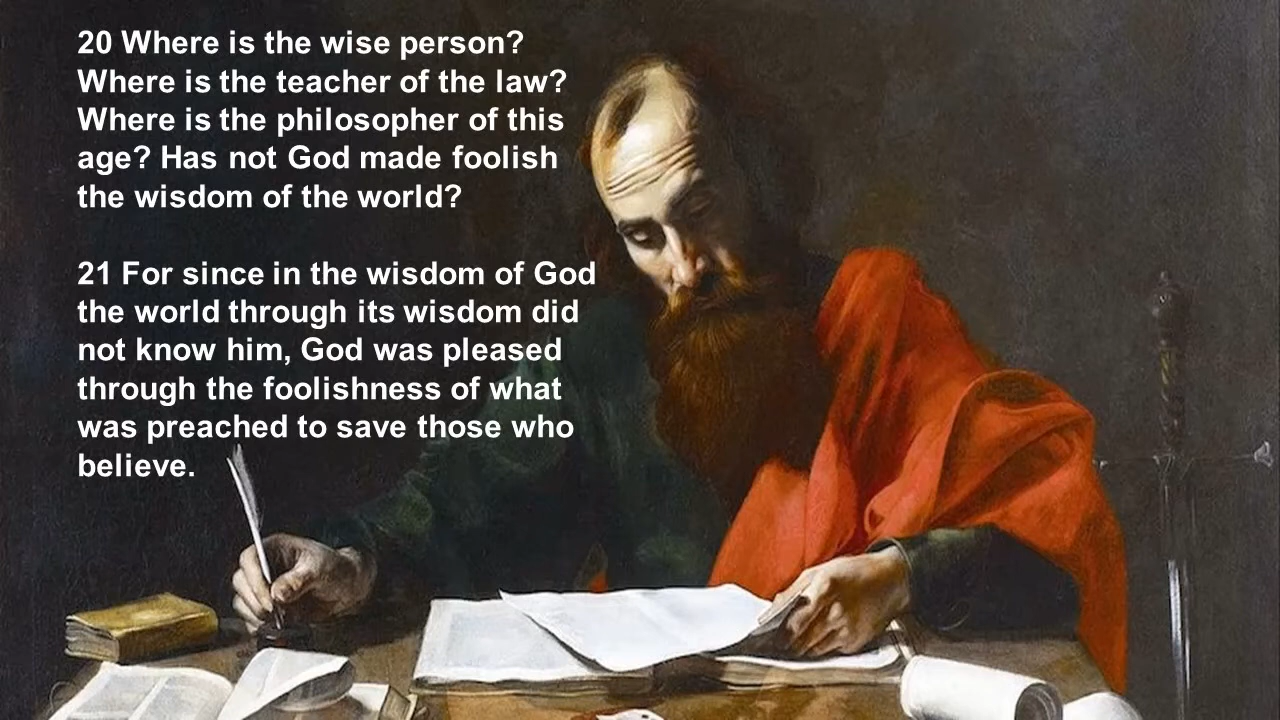 20 Where is the wise person?
Where is the teacher of the law?
Where is the philosopher of this
age? Has not God made foolish
the wisdom of the world?
21 For since in the wisdom of God
the world through its wisdom did
not know him, God was pleased
through the foolishness of what
was preached to save those who
believe.